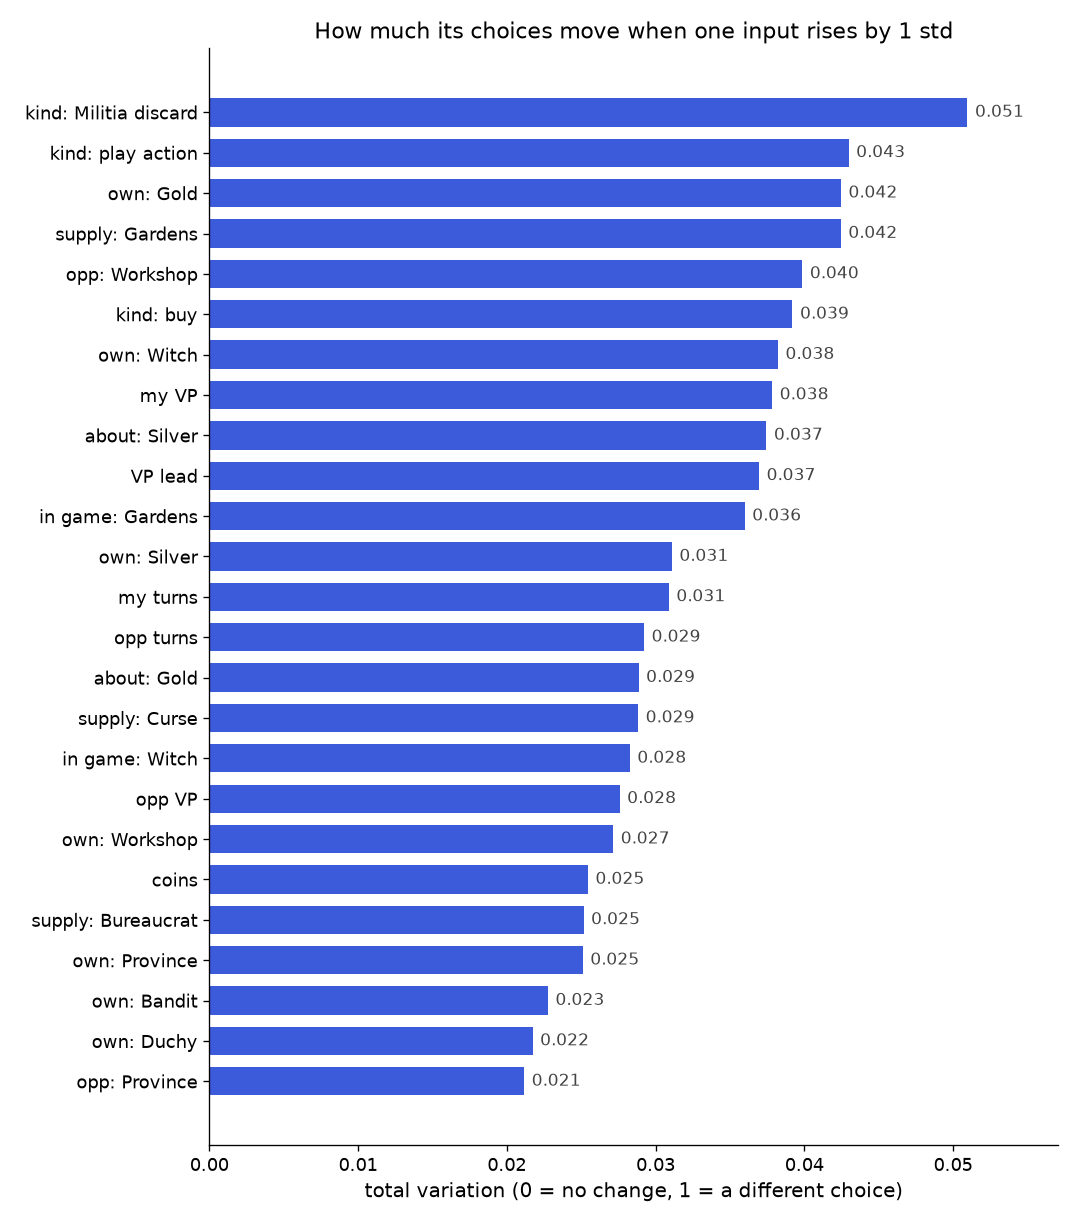 How much its choices move when one input rises by 1 std
kind: Militia discard 0.051
kind: play action 0.043
own: Gold 0.042
supply: Gardens 0.042
opp: Workshop 0.040
kind: buy 0.039
own: Witch 0.038
my VP 0.038
about: Silver 0.037
VP lead 0.037
in game: Gardens 0.036
own: Silver 0.031
my turns 0.031
opp turns 0.029
about: Gold 0.029
supply: Curse 0.029
in game: Witch 0.028
opp VP 0.028
own: Workshop 0.027
coins 0.025
supply: Bureaucrat 0.025
own: Province 0.025
own: Bandit 0.023
own: Duchy 0.022
opp: Province 0.021
0.00 0.01 0.02 0.03 0.04 0.05
total variation (0 = no change, 1 = a different choice)